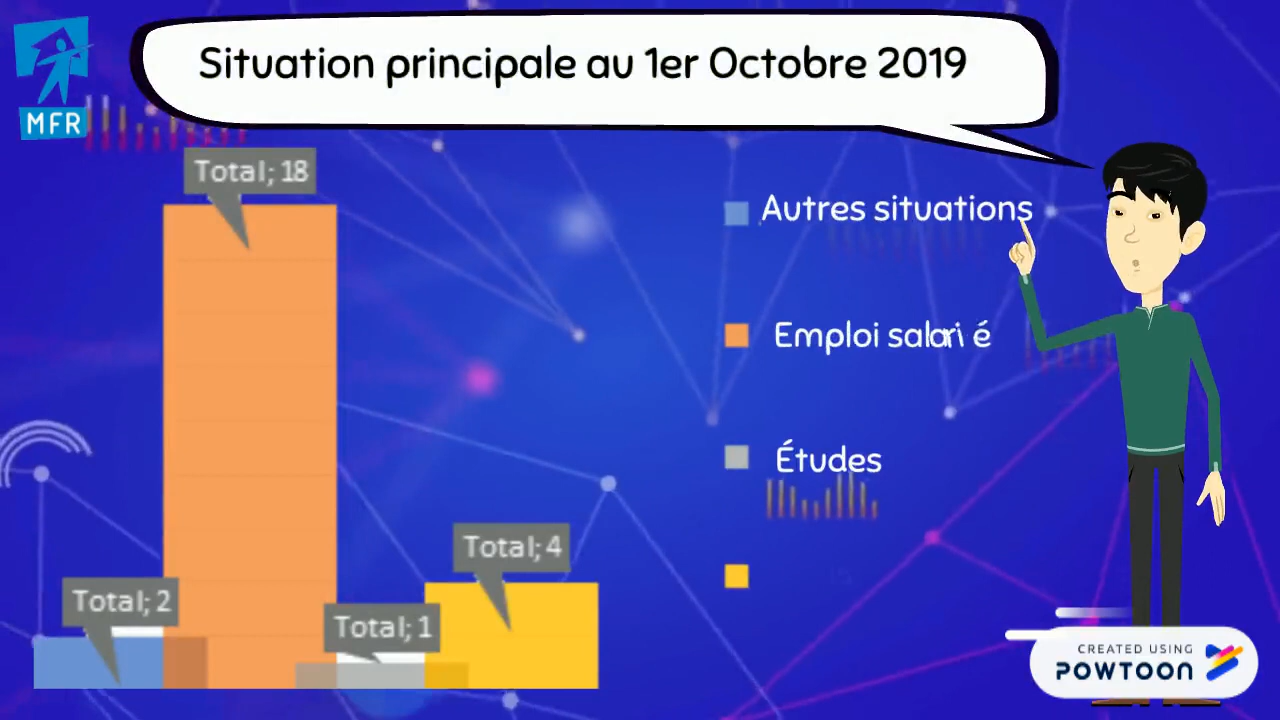 Situation principale au 1er Octobre 2019
MFR
Total; 18
Autres situations
Emploi salari é
Études
Total; 4
Total; 2
Total; 1
CREATED USING
POWTOON